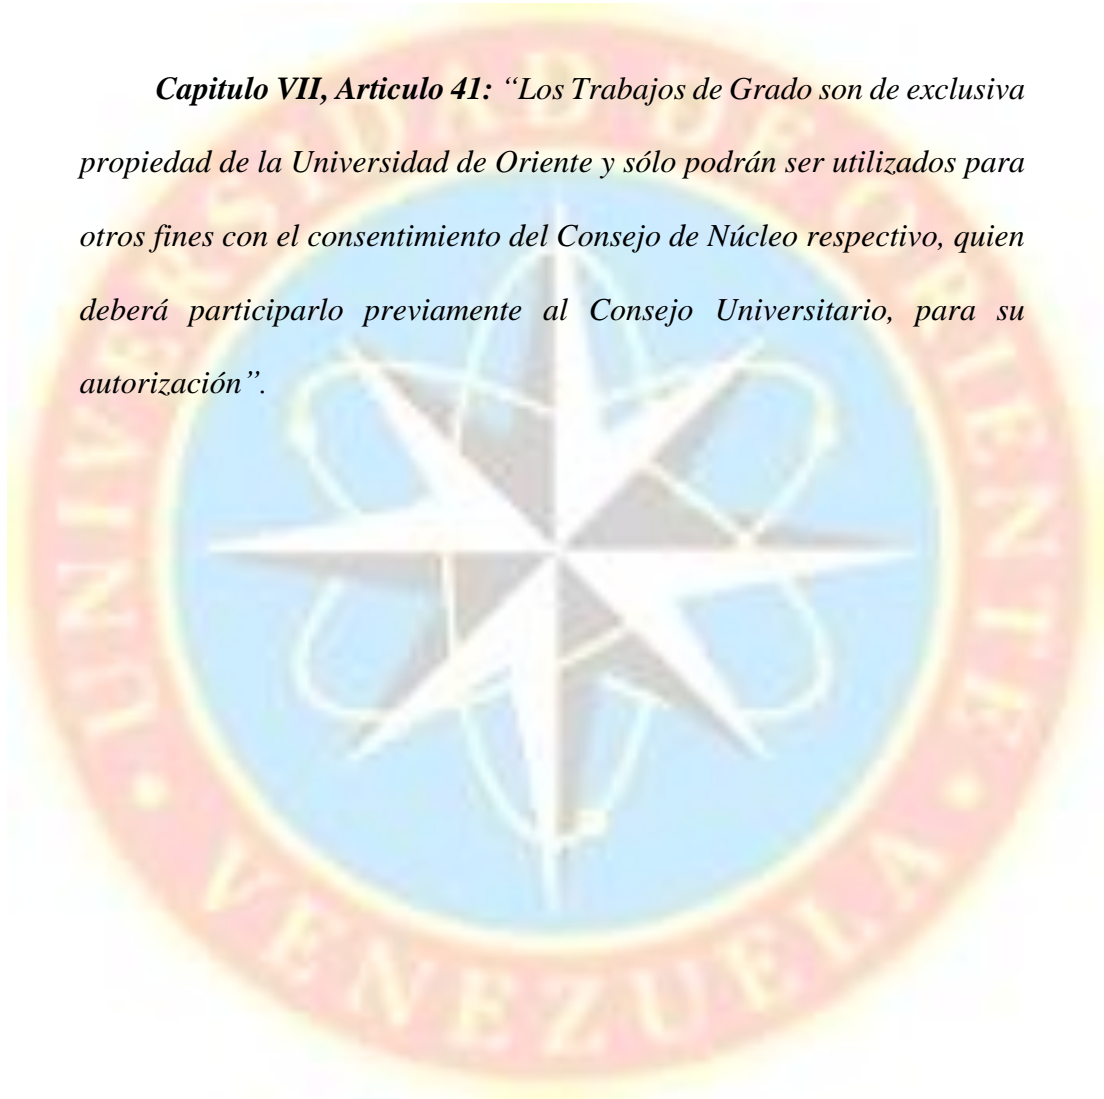 Capitulo VII, Articulo 41: “Los Trabajos de Grado son de exclusiva
propiedad de la Universidad de Oriente y sólo podrán ser utilizados para
otros fines con el consentimiento del Consejo de Núcleo respectivo, quien
deberá participarlo previamente al Consejo Universitario, para su
autorización”.
UNIVERSIDAD DE ORIENTE
• VENEZUELA •